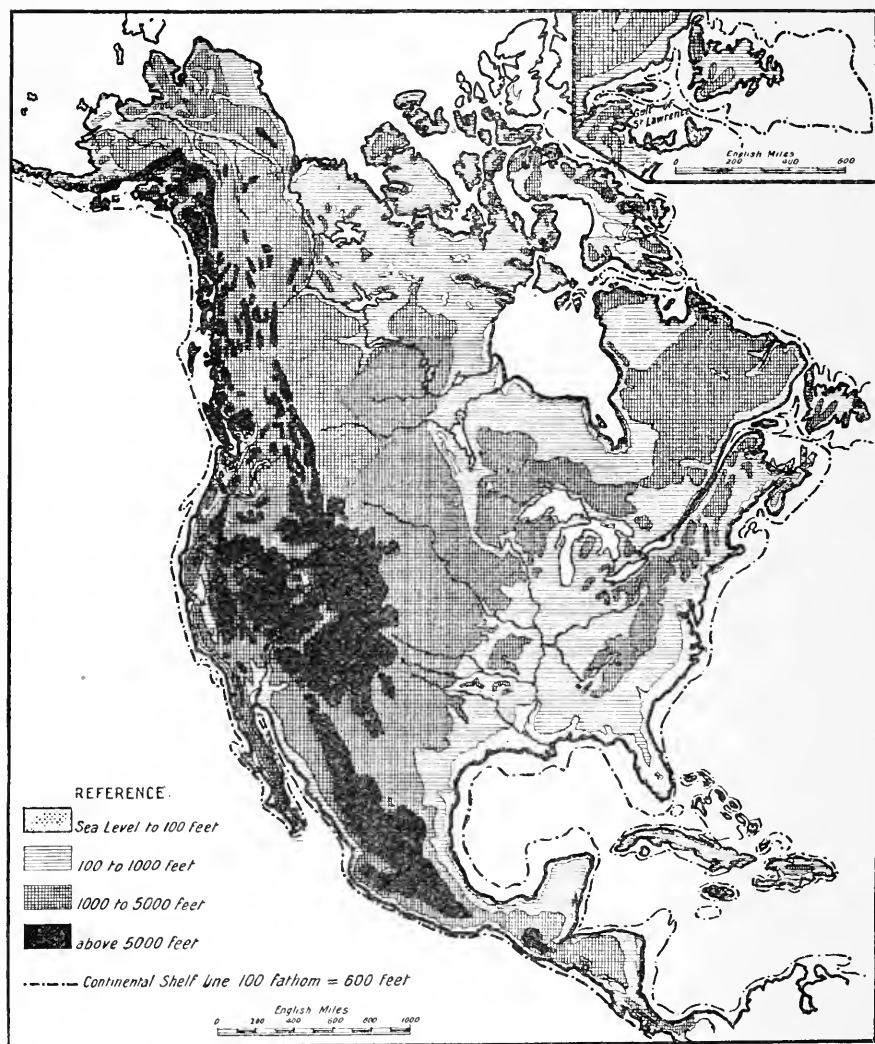 Gulf of
St Lawrence
English Miles
0 200 400 600
REFERENCE.
Sea Level to 100 Feet
100 to 1000 feet
1000 to 5000 Feet
above 5000 Feet
Continental Shelf Line 100 fathom = 600 feet
English Miles
0 200 400 600 800 1000